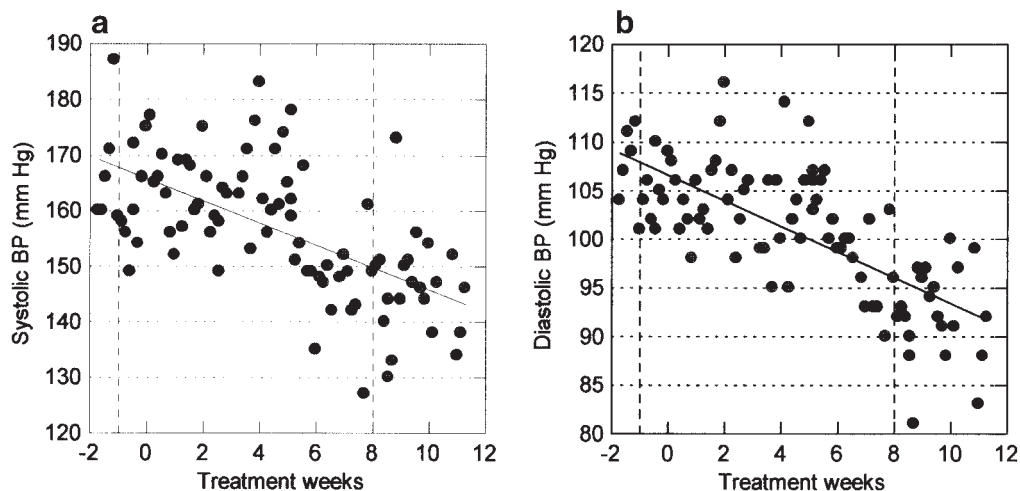 a
190
180
170
160
150
140
130
120
-2 0 2 4 6 8 10 12
Systolic BP (mm Hg)
Treatment weeks
b
120
115
110
105
100
95
90
85
80
-2 0 2 4 6 8 10 12
Diastolic BP (mm Hg)
Treatment weeks